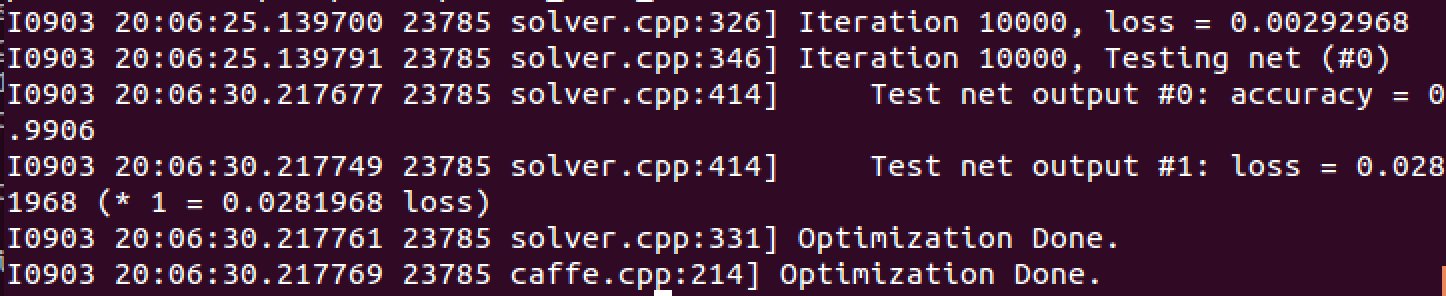 I0903 20:06:25.139700 23785 solver.cpp:326] Iteration 10000, loss = 0.00292968
I0903 20:06:25.139791 23785 solver.cpp:346] Iteration 10000, Testing net (#0)
I0903 20:06:30.217677 23785 solver.cpp:414]     Test net output #0: accuracy = 0
.9906
I0903 20:06:30.217749 23785 solver.cpp:414]     Test net output #1: loss = 0.028
1968 (* 1 = 0.0281968 loss)
I0903 20:06:30.217761 23785 solver.cpp:331] Optimization Done.
I0903 20:06:30.217769 23785 caffe.cpp:214] Optimization Done.